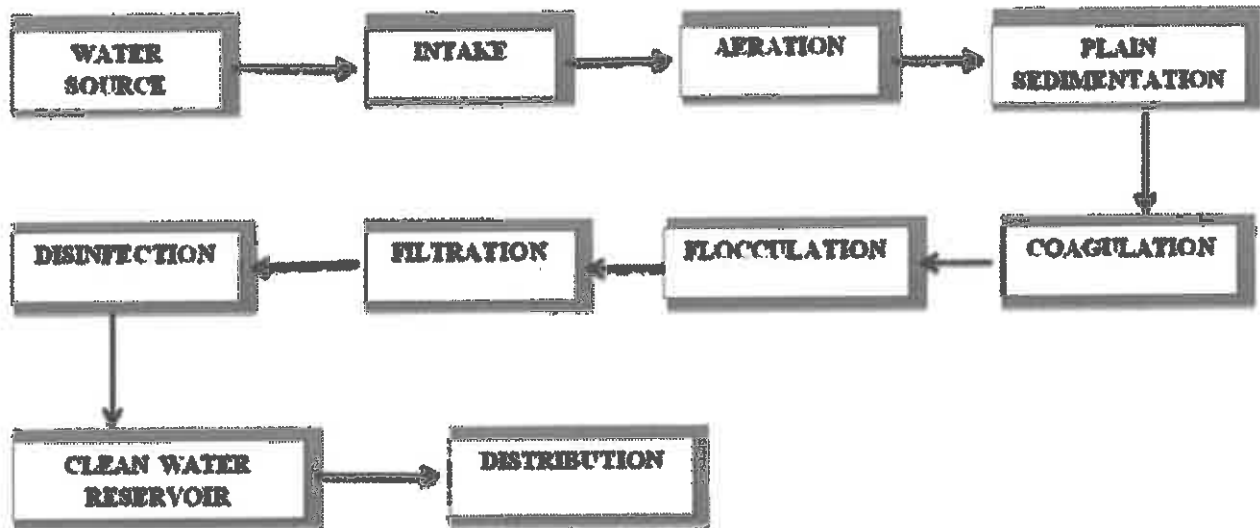 WATER
SOURCE
INTAKE
AERATION
PLAIN
SEDIMENTATION
COAGULATION
FLOCCULATION
FILTRATION
DISINFECTION
CLEAN WATER
RESERVOIR
DISTRIBUTION